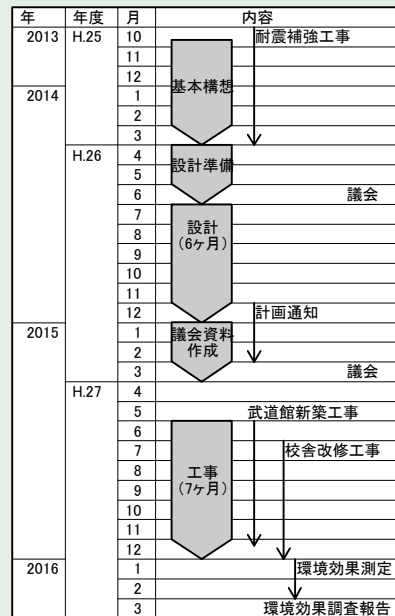 年 年度 月 内容
2013 H.25 10 耐震補強工事
11
12
基本構想
2014 1
2
3
H.26 4
設計準備
5
6 議会
7
設計
8
(6ヶ月)
9
10
11
12 計画通知
2015 1 議会資料
作成
2
3 議会
H.27 4
5 武道館新築工事
6
7 校舎改修工事
8
工事
9
(7ヶ月)
10
11
12
2016 1 環境効果測定
2
3 環境効果調査報告